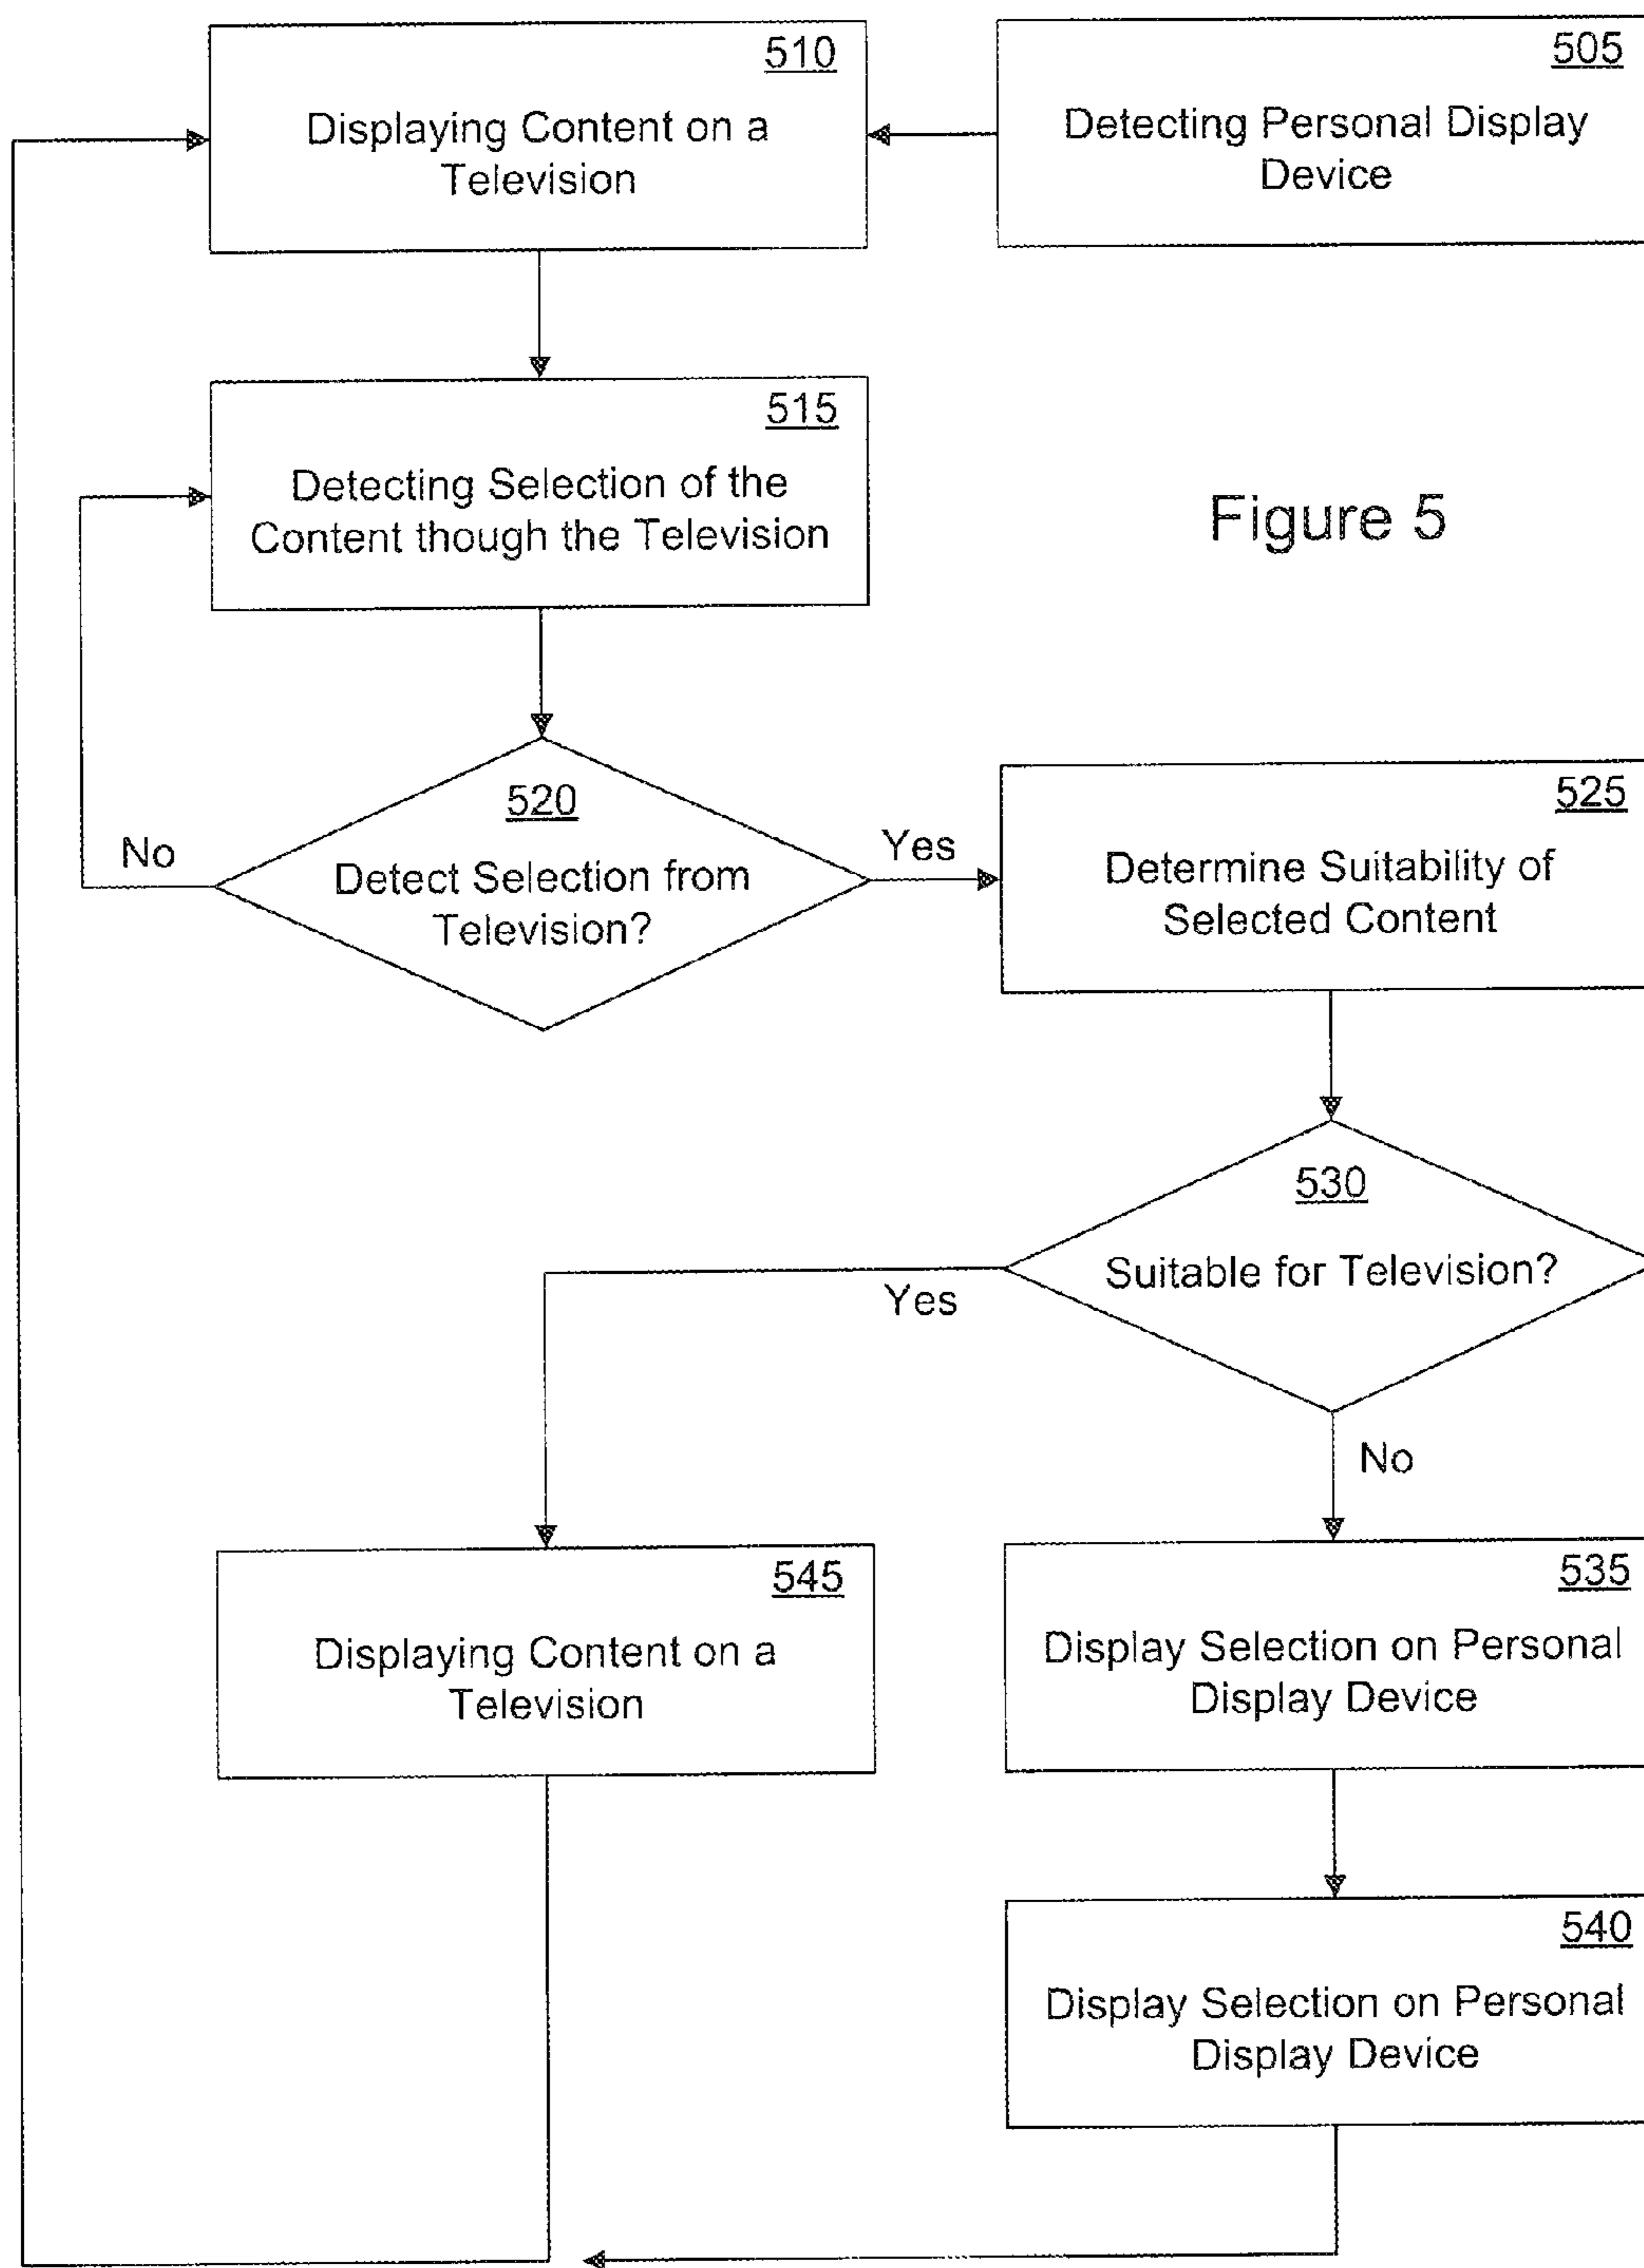 510
Displaying Content on a
Television
505
Detecting Personal Display
Device
515
Detecting Selection of the
Content though the Television
Figure 5
520
Detect Selection from
Television?
No
Yes
525
Determine Suitability of
Selected Content
530
Suitable for Television?
Yes
No
545
Displaying Content on a
Television
535
Display Selection on Personal
Display Device
540
Display Selection on Personal
Display Device